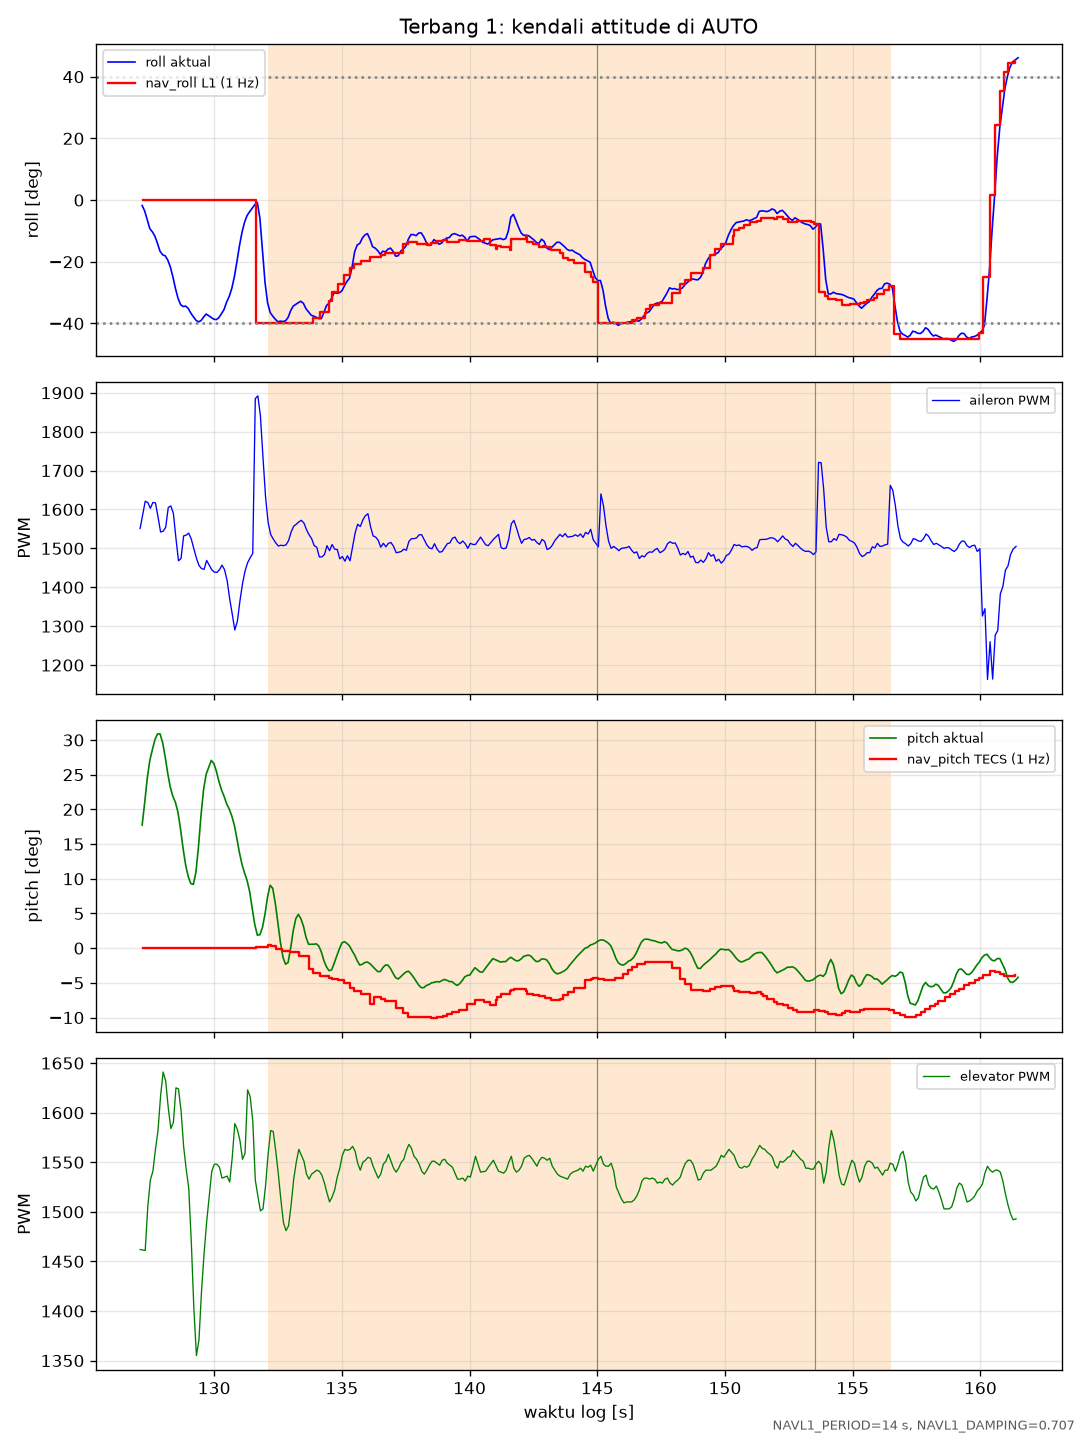 Terbang 1: kendali attitude di AUTO
roll aktual
nav_roll L1 (1 Hz)
roll [deg]
40
20
0
−20
−40
aileron PWM
PWM
1900
1800
1700
1600
1500
1400
1300
1200
pitch aktual
nav_pitch TECS (1 Hz)
pitch [deg]
30
25
20
15
10
5
0
−5
−10
elevator PWM
PWM
1650
1600
1550
1500
1450
1400
1350
130 135 140 145 150 155 160
waktu log [s]
NAVL1_PERIOD=14 s, NAVL1_DAMPING=0.707